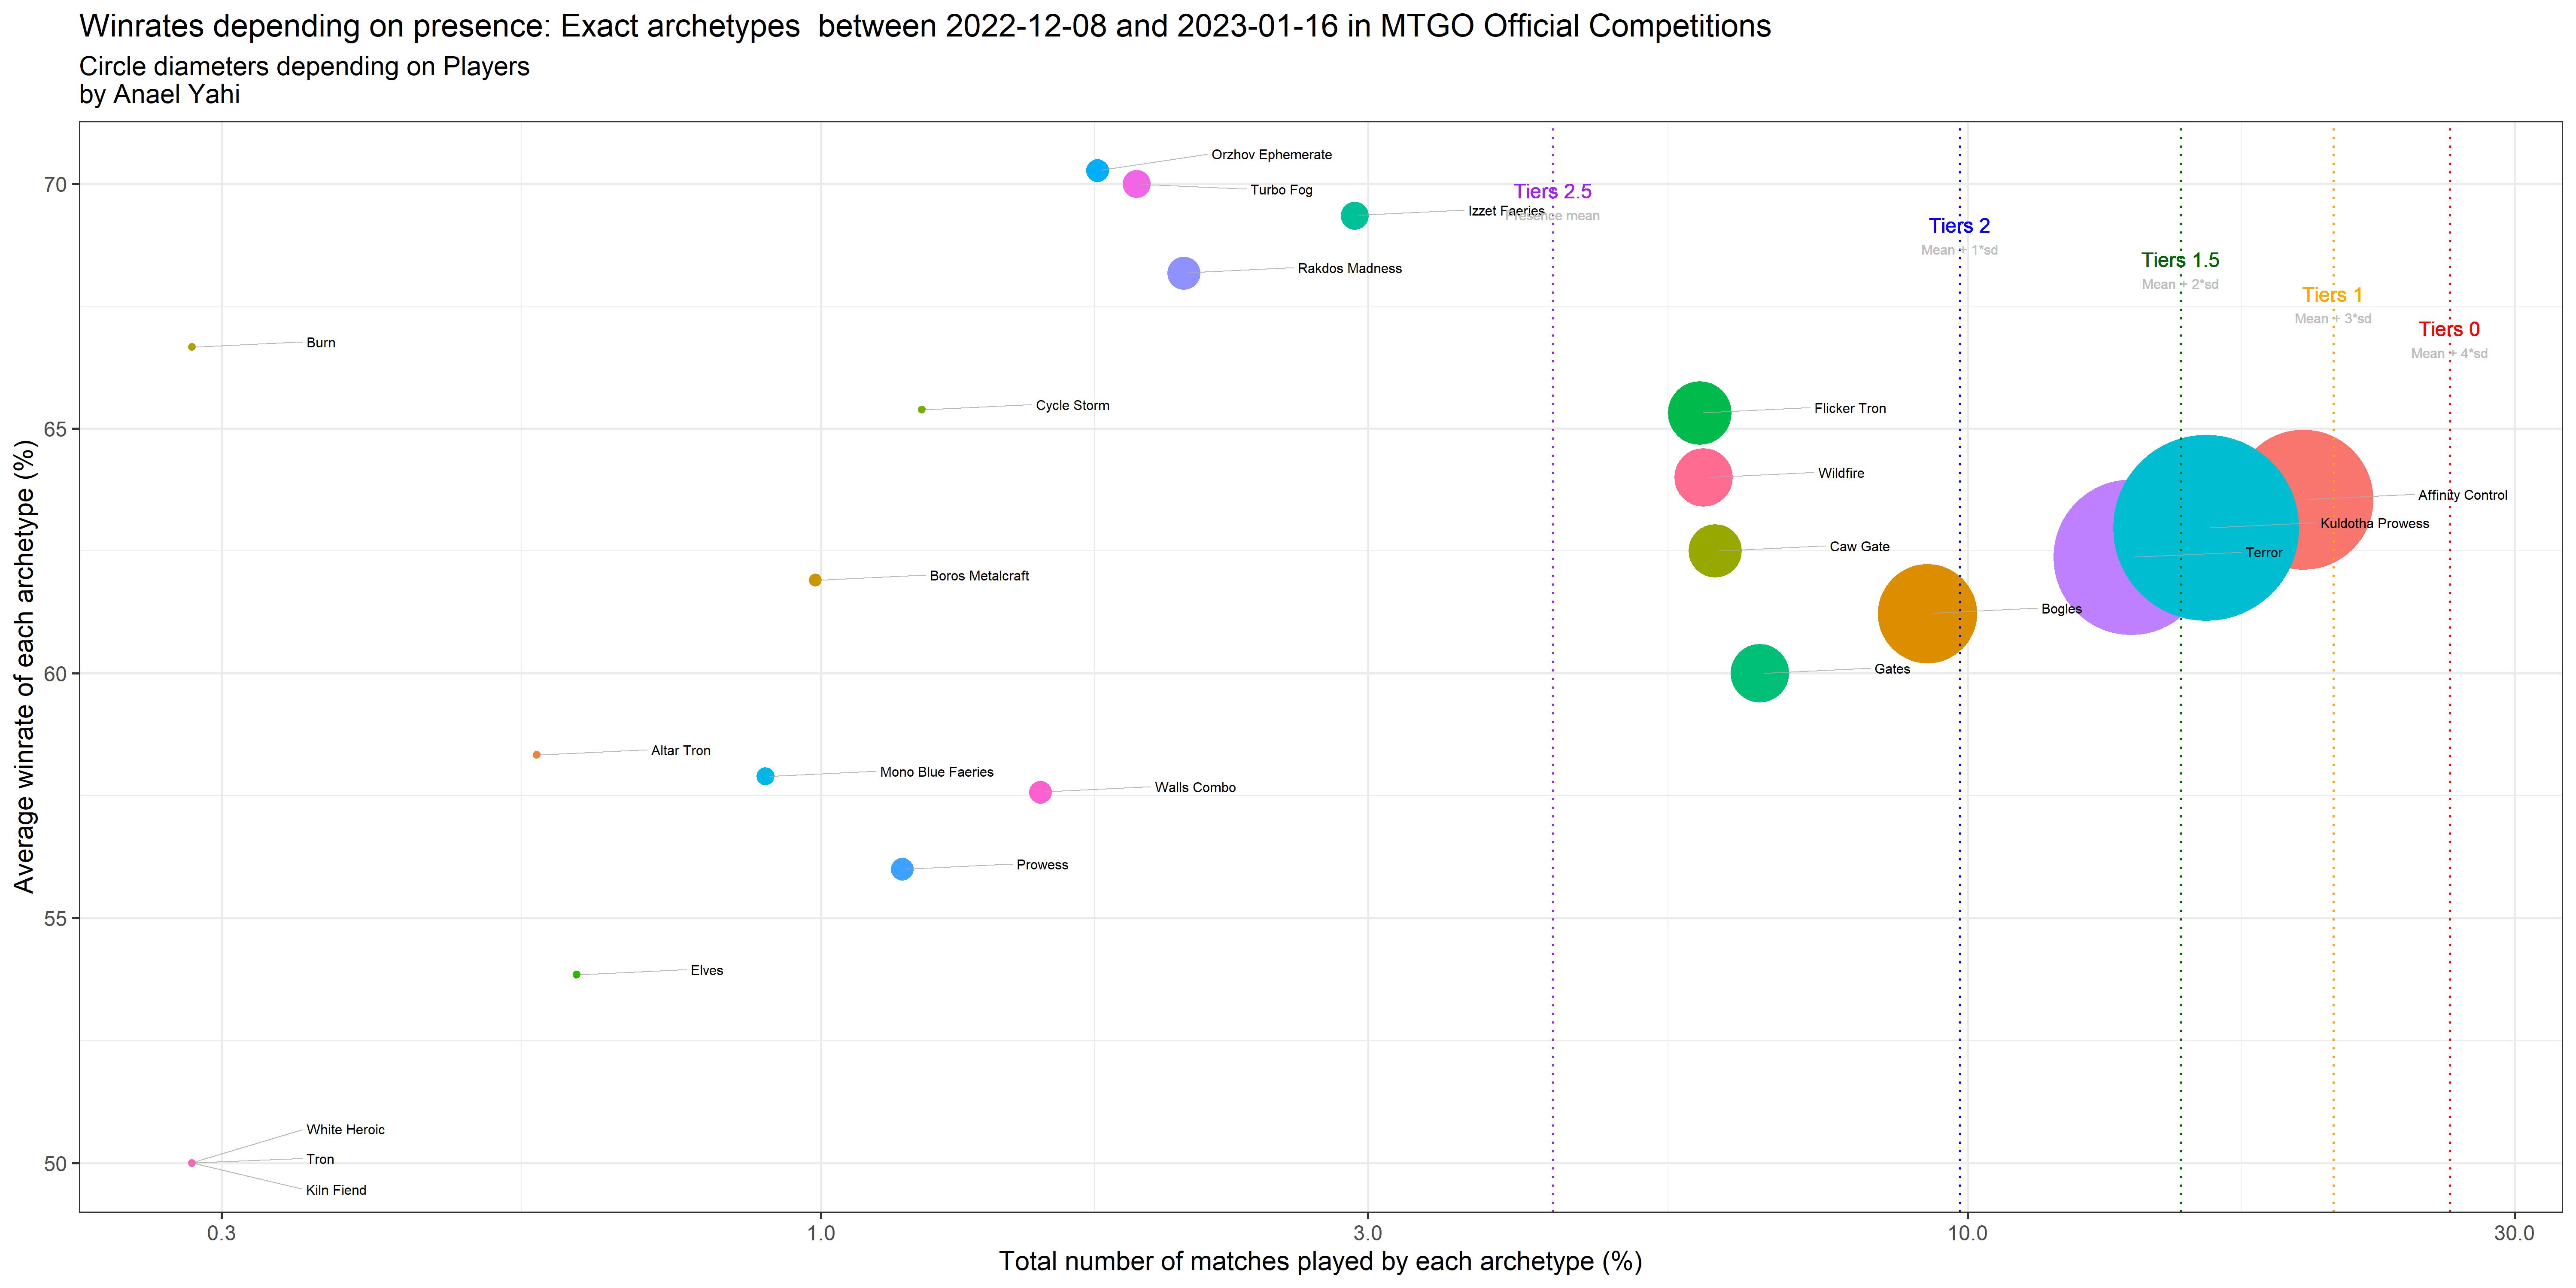 Winrates depending on presence: Exact archetypes  between 2022-12-08 and 2023-01-16 in MTGO Official Competitions
Circle diameters depending on Players
by Anael Yahi
Average winrate of each archetype (%)
70
65
60
55
50
Orzhov Ephemerate
Turbo Fog
Izzet Faeries
Rakdos Madness
Burn
Cycle Storm
Flicker Tron
Wildfire
Affinity Control
Kuldotha Prowess
Caw Gate
Terror
Boros Metalcraft
Bogles
Gates
Altar Tron
Mono Blue Faeries
Walls Combo
Prowess
Elves
White Heroic
Tron
Kiln Fiend
Tiers 2.5
Presence mean
Tiers 2
Mean + 1*sd
Tiers 1.5
Mean + 2*sd
Tiers 1
Mean + 3*sd
Tiers 0
Mean + 4*sd
0.3
1.0
3.0
10.0
30.0
Total number of matches played by each archetype (%)